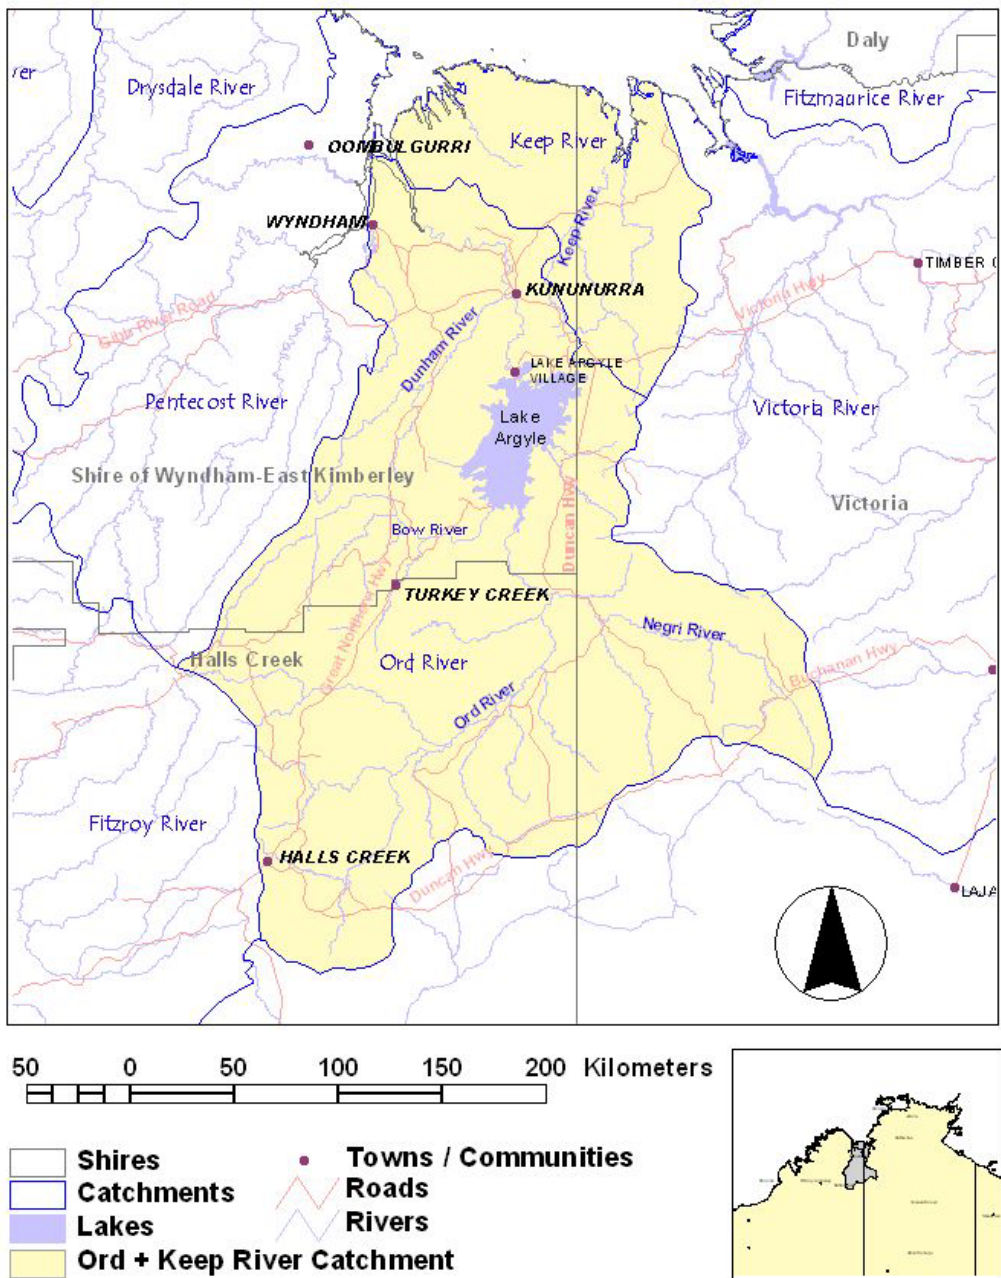 Daly
/er
Drysdale River
Fitzmaurice River
OOMBULGURRI
Keep River
WYNDHAM
Keep River
TIMBER
KUNUNURRA
Victoria Hwy
Gibb River Road
Dunham River
LAKE ARGYLE
VILLAGE
Pentecost River
Lake
Argyle
Victoria River
Shire of Wyndham-East Kimberley
Victoria
Bow River
Duncan Hwy
TURKEY CREEK
Great Northern Hwy
Negri River
Halls Creek
Ord River
Buchanan Hwy
Ord River
Fitzroy River
HALLS CREEK
Duncan Hwy
LAJA
50 0 50 100 150 200 Kilometers
Shires
Towns / Communities
Catchments
Roads
Lakes
Rivers
Ord + Keep River Catchment